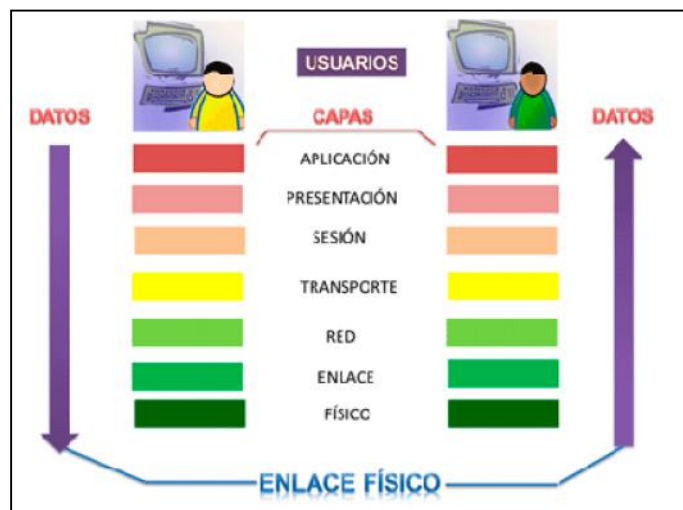 USUARIOS
DATOS
CAPAS
DATOS
APLICACIÓN
PRESENTACIÓN
SESIÓN
TRANSPORTE
RED
ENLACE
FÍSICO
ENLACE FÍSICO